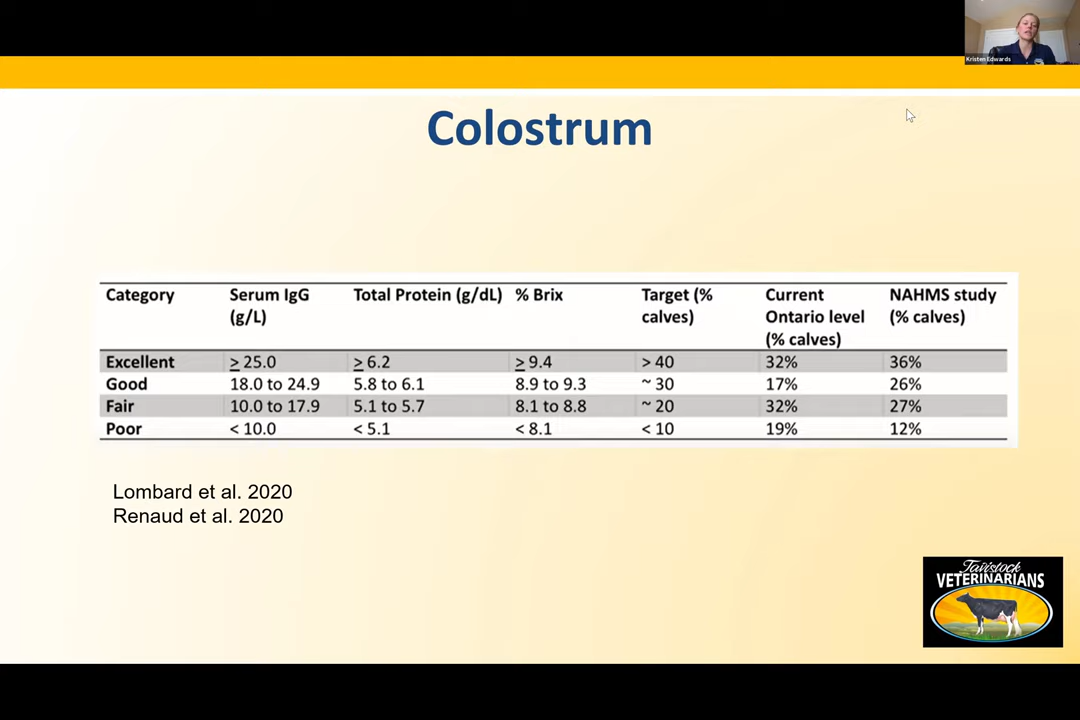 Kristen Edwards
Colostrum
Category Serum IgG (g/L) Total Protein (g/dL) % Brix Target (% calves) Current Ontario level (% calves) NAHMS study (% calves)
Excellent ≥ 25.0 ≥ 6.2 ≥ 9.4 > 40 32% 36%
Good 18.0 to 24.9 5.8 to 6.1 8.9 to 9.3 ~ 30 17% 26%
Fair 10.0 to 17.9 5.1 to 5.7 8.1 to 8.8 ~ 20 32% 27%
Poor < 10.0 < 5.1 < 8.1 < 10 19% 12%
Lombard et al. 2020
Renaud et al. 2020
Tavistock
VETERINARIANS